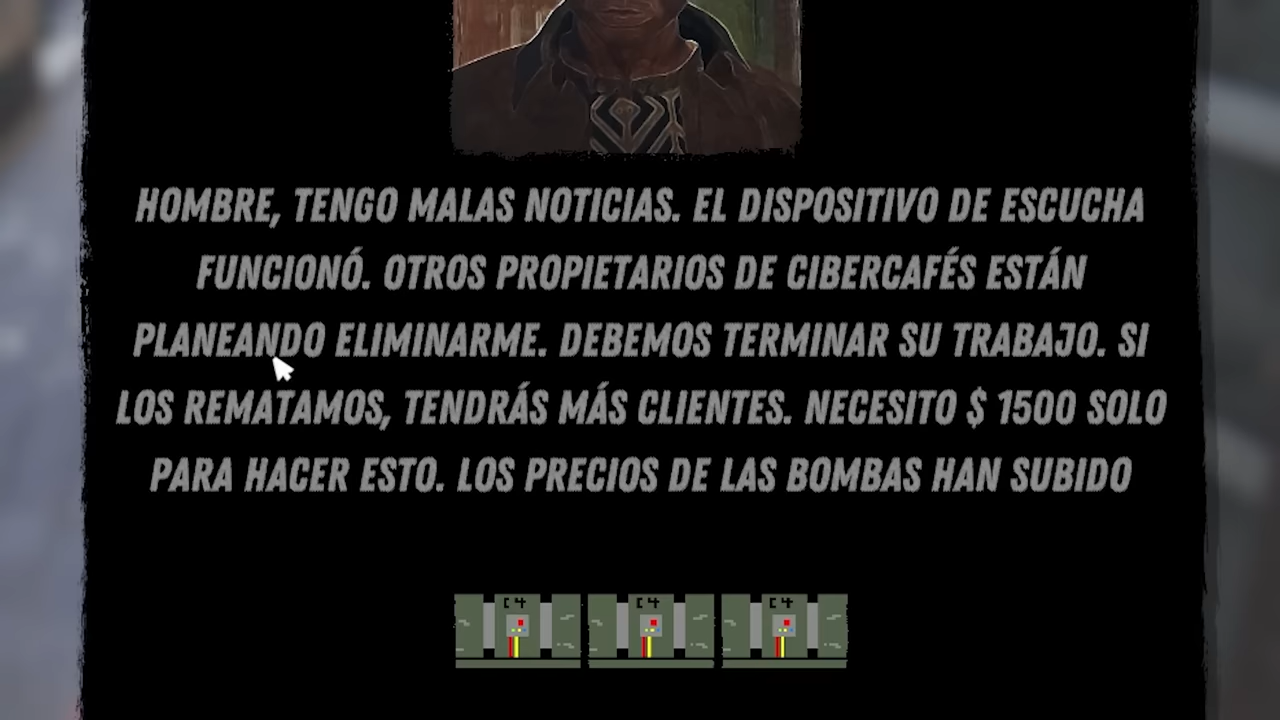 HOMBRE, TENGO MALAS NOTICIAS. EL DISPOSITIVO DE ESCUCHA
FUNCIONÓ. OTROS PROPIETARIOS DE CIBERCAFÉS ESTÁN
PLANEANDO ELIMINARME. DEBEMOS TERMINAR SU TRABAJO. SI
LOS REMATAMOS, TENDRÁS MÁS CLIENTES. NECESITO $ 1500 SOLO
PARA HACER ESTO. LOS PRECIOS DE LAS BOMBAS HAN SUBIDO
C4 C4 C4